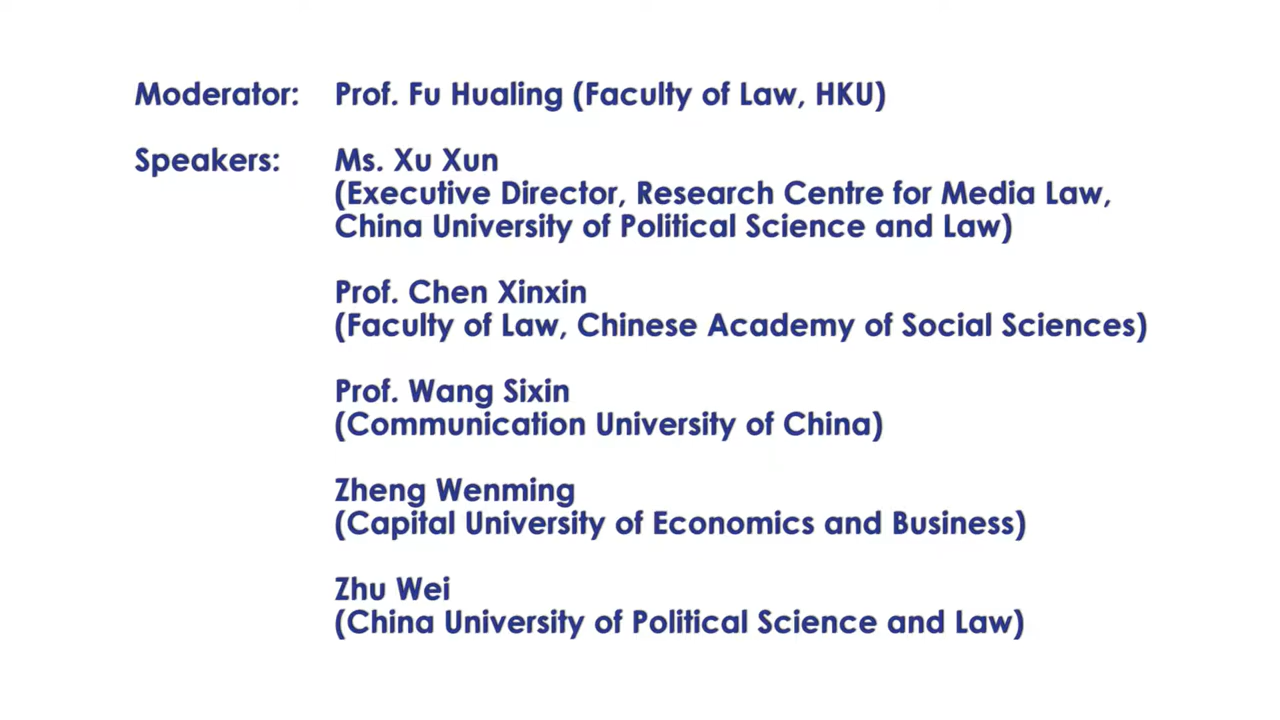 Moderator: Prof. Fu Hualing (Faculty of Law, HKU)
Speakers: Ms. Xu Xun
(Executive Director, Research Centre for Media Law,
China University of Political Science and Law)
Prof. Chen Xinxin
(Faculty of Law, Chinese Academy of Social Sciences)
Prof. Wang Sixin
(Communication University of China)
Zheng Wenming
(Capital University of Economics and Business)
Zhu Wei
(China University of Political Science and Law)